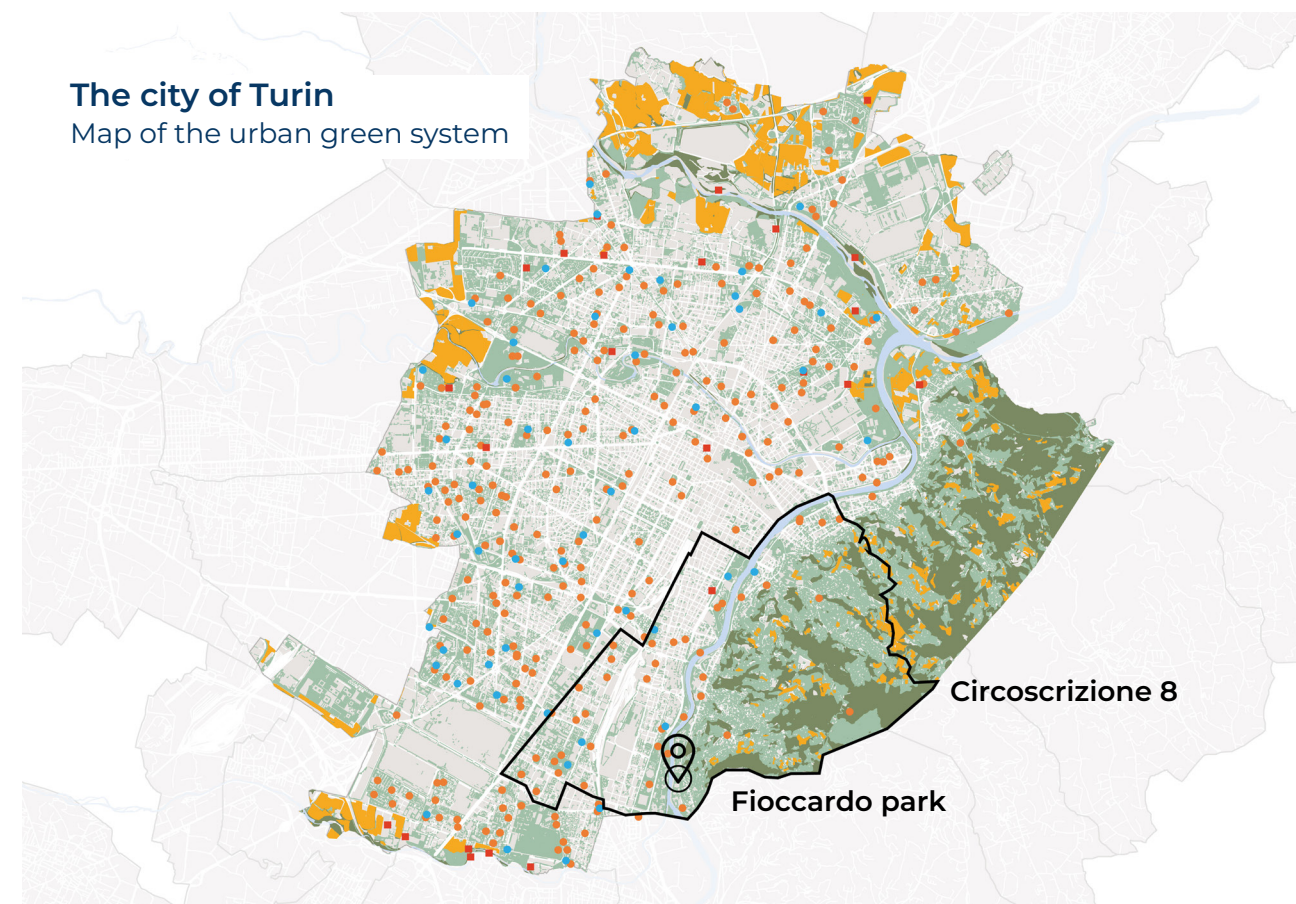 The city of Turin
Map of the urban green system
Circoscrizione 8
Fioccardo park